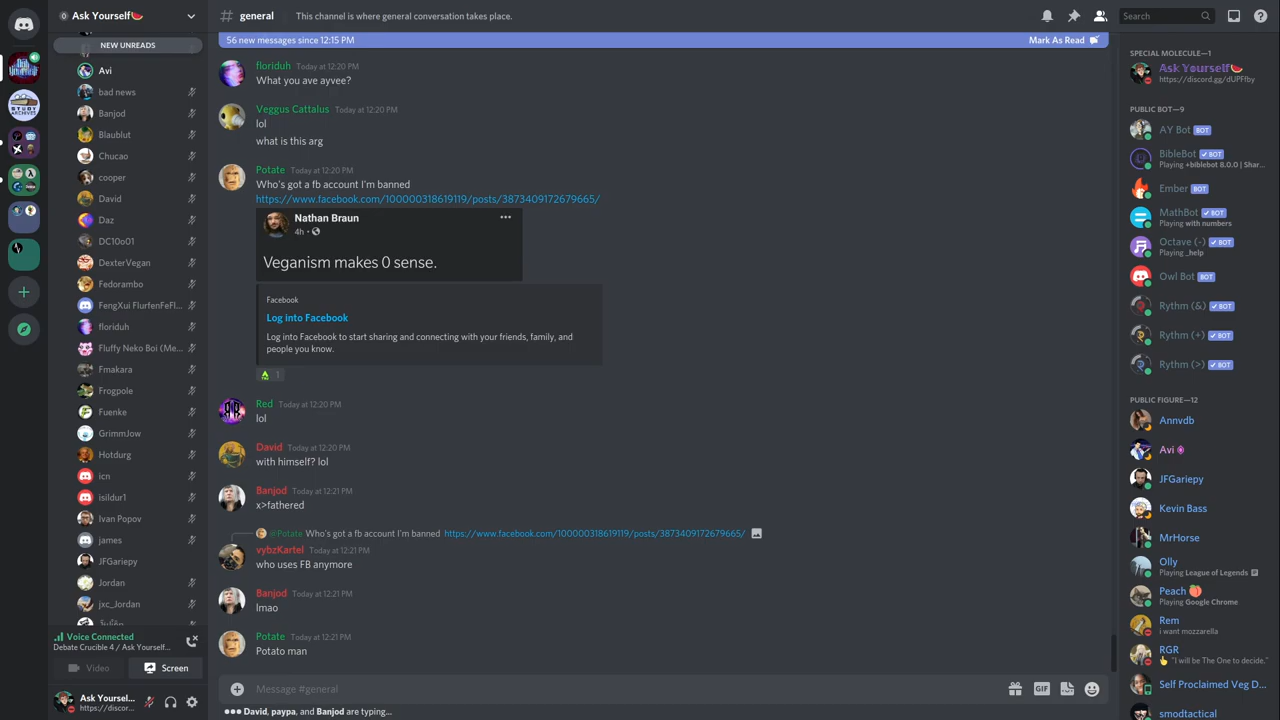 Ask Yourself🍉
NEW UNREADS
Avi
bad news
Banjod
Blaublut
Chucao
cooper
David
Daz
DC10o01
DexterVegan
Fedorambo
FengXui FlurfenFeFl...
floriduh
Fluffy Neko Boi (Me...
Fmakara
Frogpole
Fuenke
GrimmJow
Hotdurg
icn
isildur1
Ivan Popov
james
JFGariepy
Jordan
jxc_Jordan
Voice Connected
Debate Crucible 4 / Ask Yourself...
Video
Screen
Ask Yoursel...
https://discor...
# general
This channel is where general conversation takes place.
Search
56 new messages since 12:15 PM
Mark As Read
floriduh Today at 12:20 PM
What you ave ayvee?
Veggus Cattalus Today at 12:20 PM
lol
what is this arg
Potate Today at 12:20 PM
Who's got a fb account I'm banned
https://www.facebook.com/100000318619119/posts/3873409172679665/
Nathan Braun
4h
Veganism makes 0 sense.
Facebook
Log into Facebook
Log into Facebook to start sharing and connecting with your friends, family, and
people you know.
1
Red Today at 12:20 PM
lol
David Today at 12:20 PM
with himself? lol
Banjod Today at 12:21 PM
x>fathered
@Potate Who's got a fb account I'm banned https://www.facebook.com/100000318619119/posts/3873409172679665/
vybzKartel Today at 12:21 PM
who uses FB anymore
Banjod Today at 12:21 PM
lmao
Potate Today at 12:21 PM
Potato man
Message #general
GIF
David, paypa, and Banjod are typing...
SPECIAL MOLECULE—1
Ask Yourself🍉
https://discord.gg/dUPFfby
PUBLIC BOT—9
AY Bot BOT
BibleBot BOT
Playing +biblebot 8.0.0 | Shar...
Ember BOT
MathBot BOT
Playing with numbers
Octave (-) BOT
Playing _help
Owl Bot BOT
Rythm (&) BOT
Rythm (+) BOT
Rythm (>) BOT
PUBLIC FIGURE—12
Annvdb
Avi
JFGariepy
Kevin Bass
MrHorse
Olly
Playing League of Legends
Peach 🍑
Playing Google Chrome
Rem
i want mozzarella
RGR
👆 "I will be The One to decide."
Self Proclaimed Veg D...
smodtactical